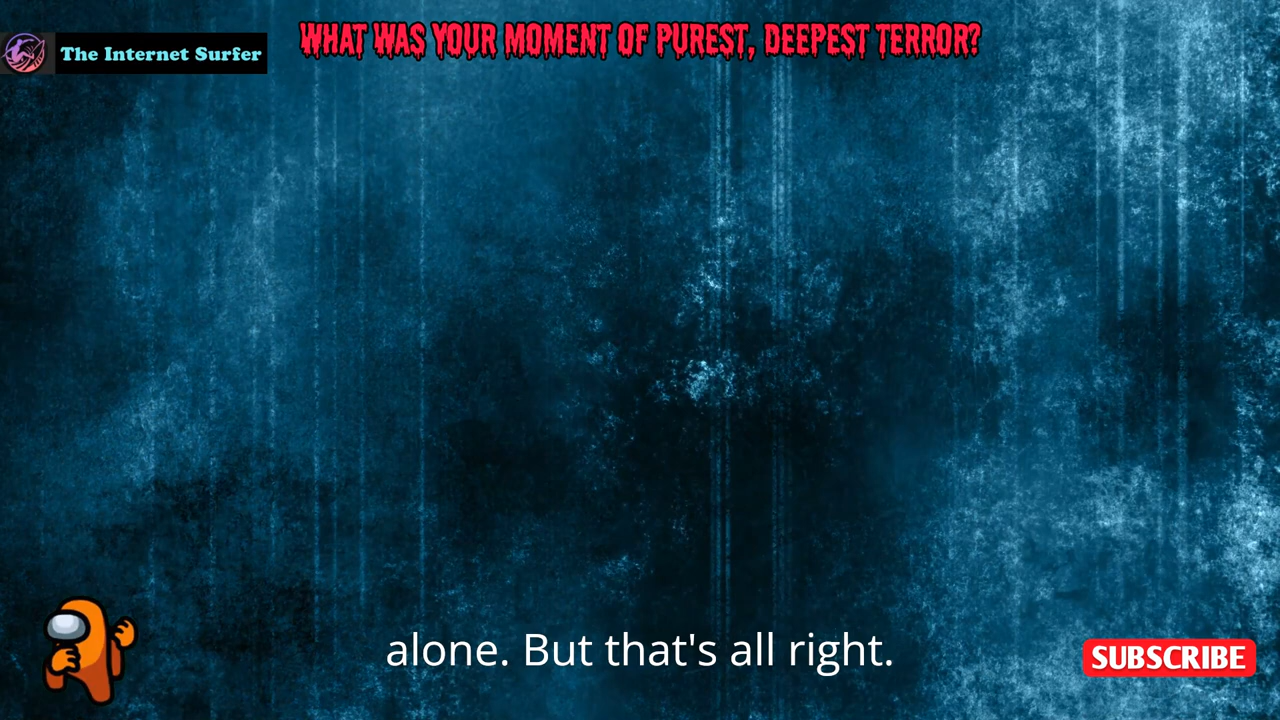 WHAT WAS YOUR MOMENT OF PUREST, DEEPEST TERROR?
The Internet Surfer
alone. But that's all right.
SUBSCRIBE